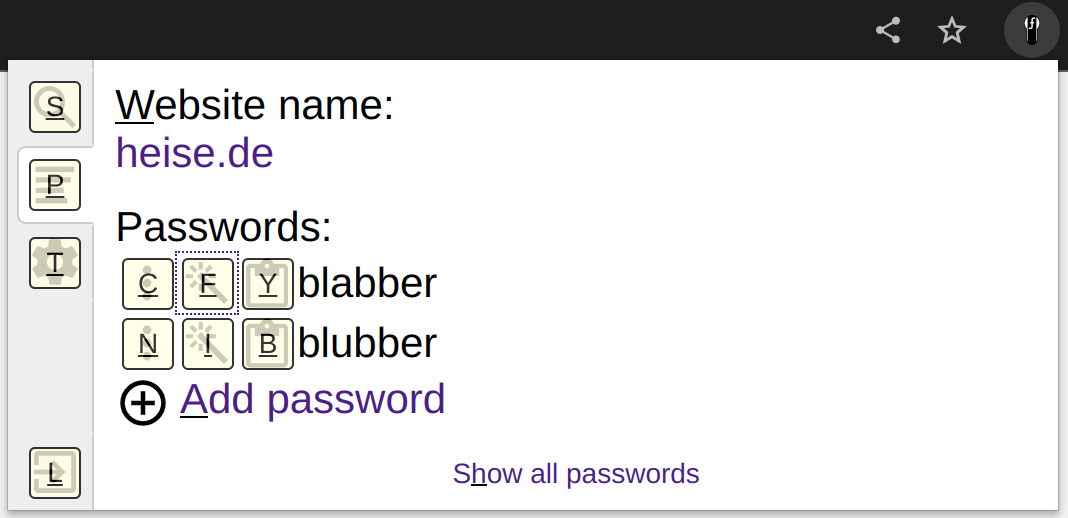 S
P
T
L
Website name:
heise.de
Passwords:
C F Y blabber
N I B blubber
Add password
Show all passwords